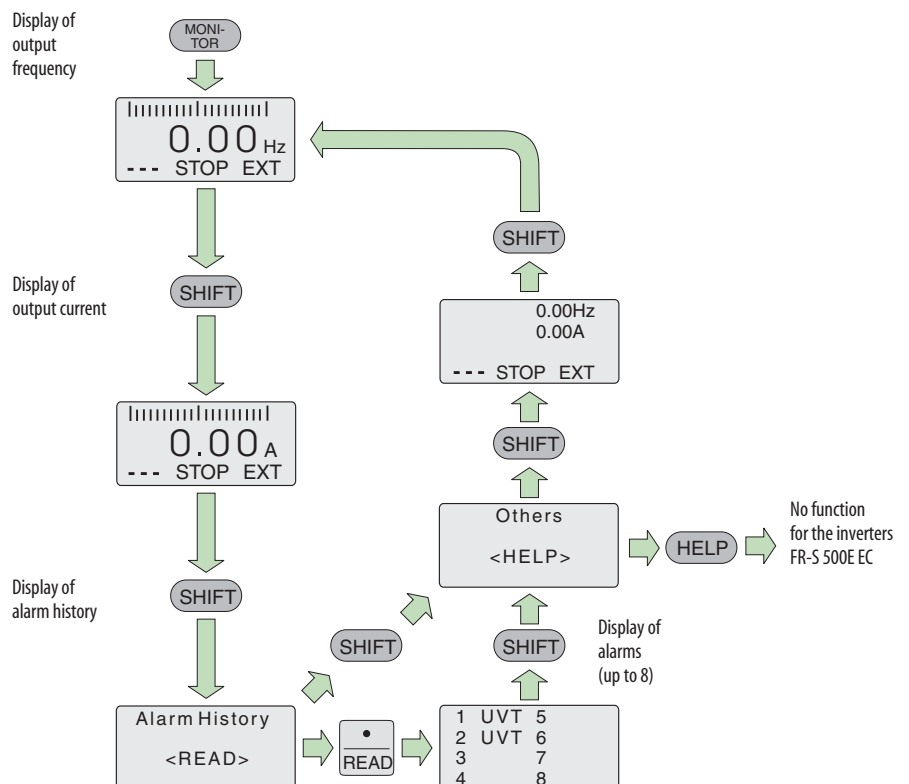 Display of
output
frequency
MONI-
TOR
0.00 Hz
--- STOP EXT
SHIFT
Display of
output current
SHIFT
0.00Hz
0.00A
--- STOP EXT
0.00 A
--- STOP EXT
SHIFT
Others
<HELP>
HELP
No function
for the inverters
FR-S 500E EC
Display of
alarm history
SHIFT
SHIFT
SHIFT
Display of
alarms
(up to 8)
Alarm History
<READ>
READ
1 UVT 5
2 UVT 6
3 7
4 8